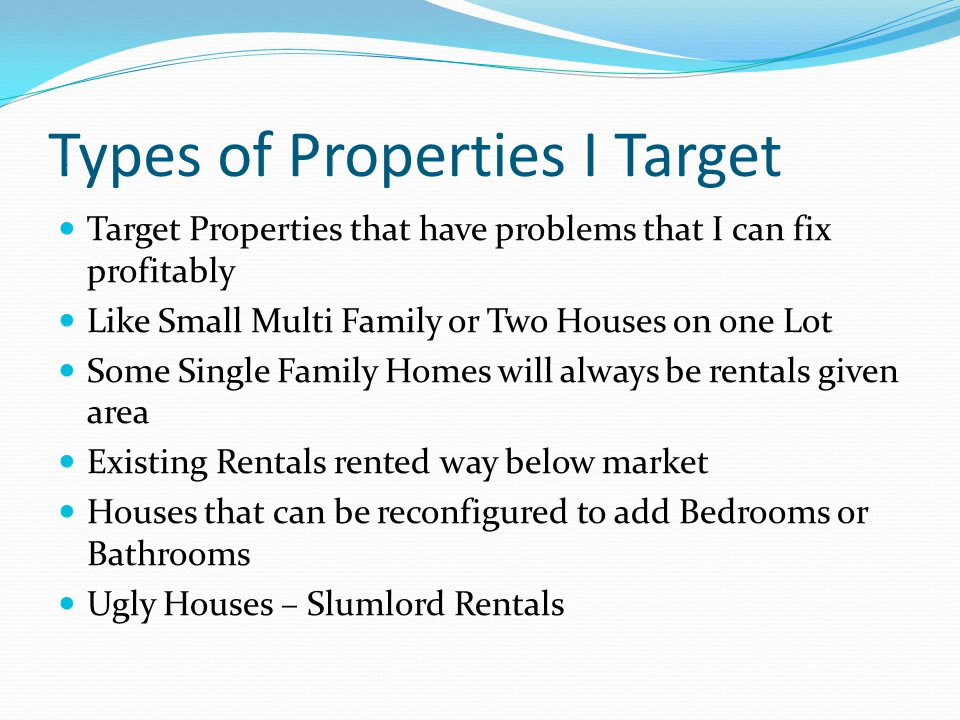 Types of Properties I Target
Target Properties that have problems that I can fix
profitably
Like Small Multi Family or Two Houses on one Lot
Some Single Family Homes will always be rentals given
area
Existing Rentals rented way below market
Houses that can be reconfigured to add Bedrooms or
Bathrooms
Ugly Houses – Slumlord Rentals